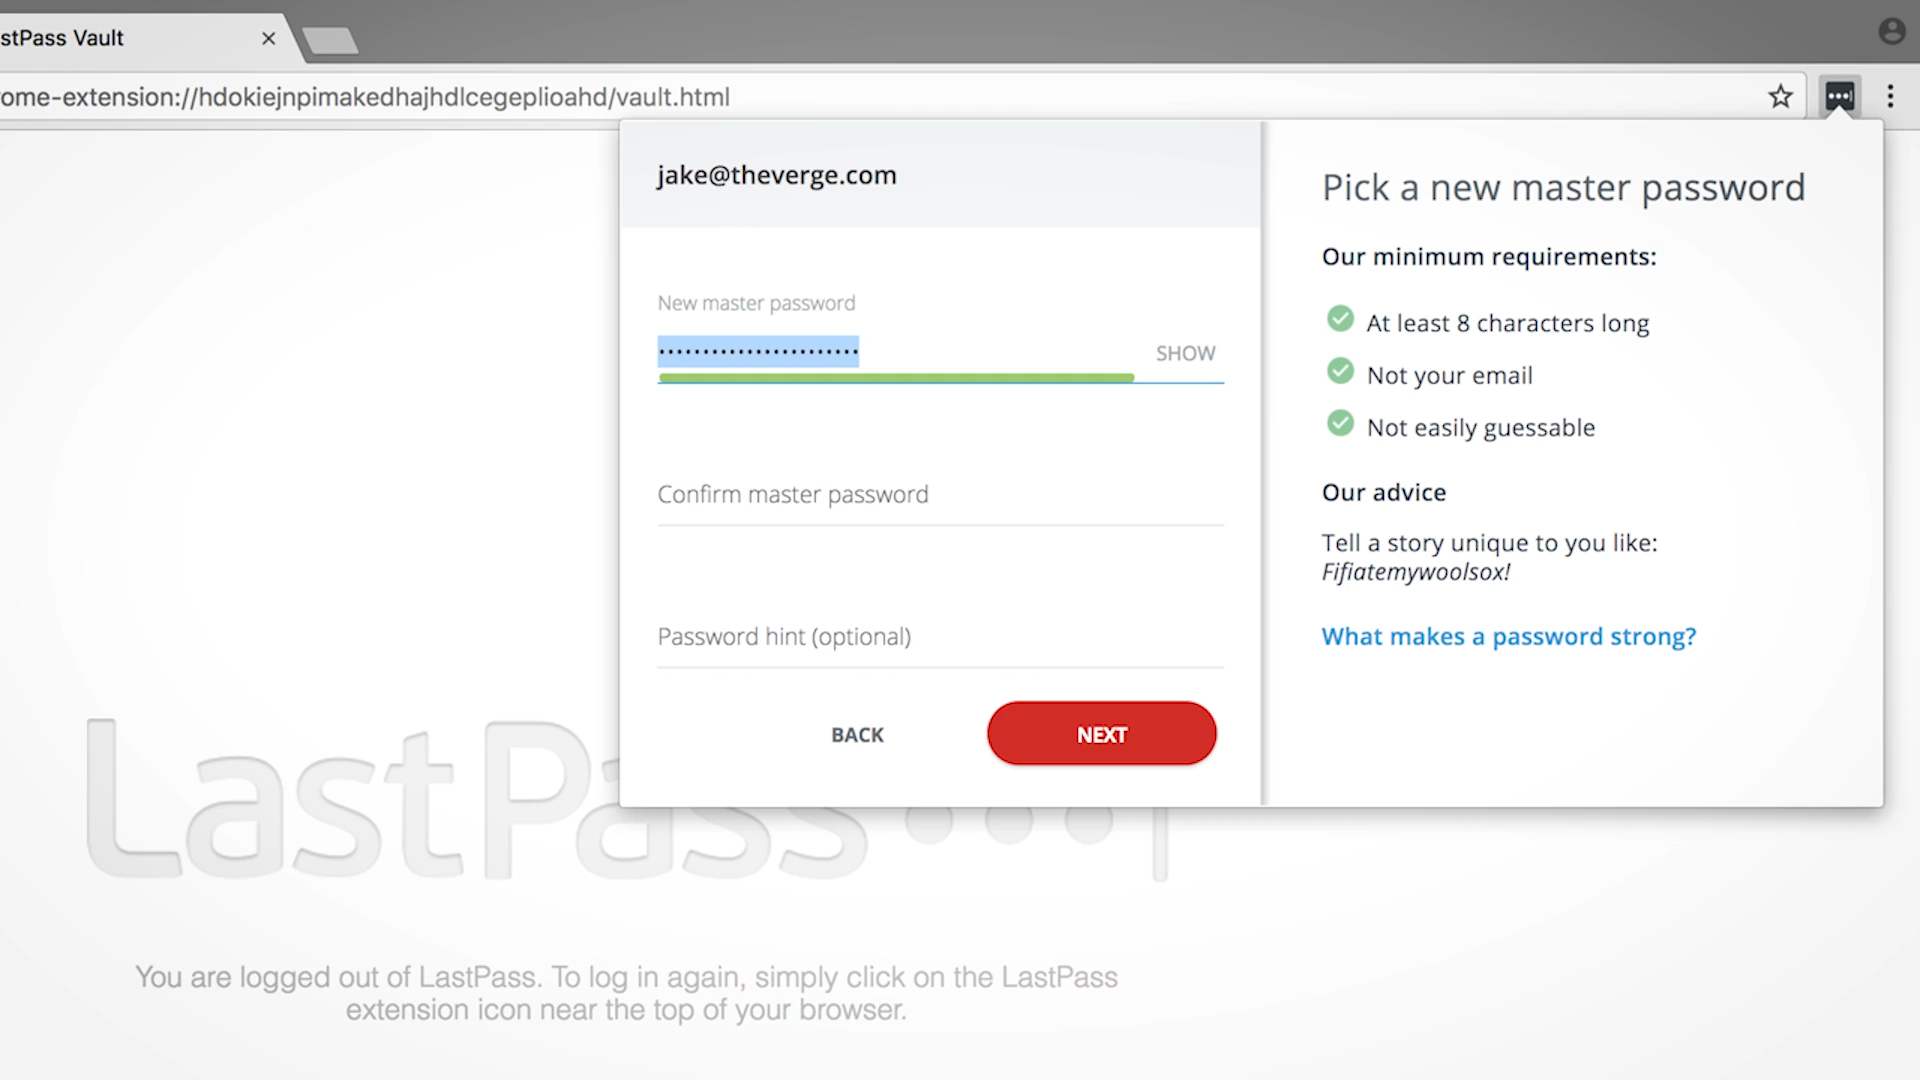 stPass Vault
ome-extension://hdokiejnpimakedhajhdlcegeplioahd/vault.html
jake@theverge.com
New master password
SHOW
Confirm master password
Password hint (optional)
BACK
NEXT
Pick a new master password
Our minimum requirements:
At least 8 characters long
Not your email
Not easily guessable
Our advice
Tell a story unique to you like:
Fifiatemywoolsox!
What makes a password strong?
LastPass
You are logged out of LastPass. To log in again, simply click on the LastPass
extension icon near the top of your browser.